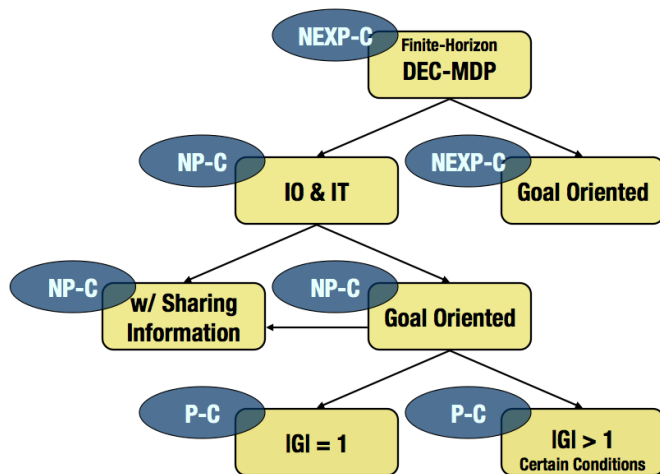 NEXP-C
Finite-Horizon
DEC-MDP
NP-C
IO & IT
NEXP-C
Goal Oriented
NP-C
w/ Sharing
Information
NP-C
Goal Oriented
P-C
|G| = 1
P-C
|G| > 1
Certain Conditions